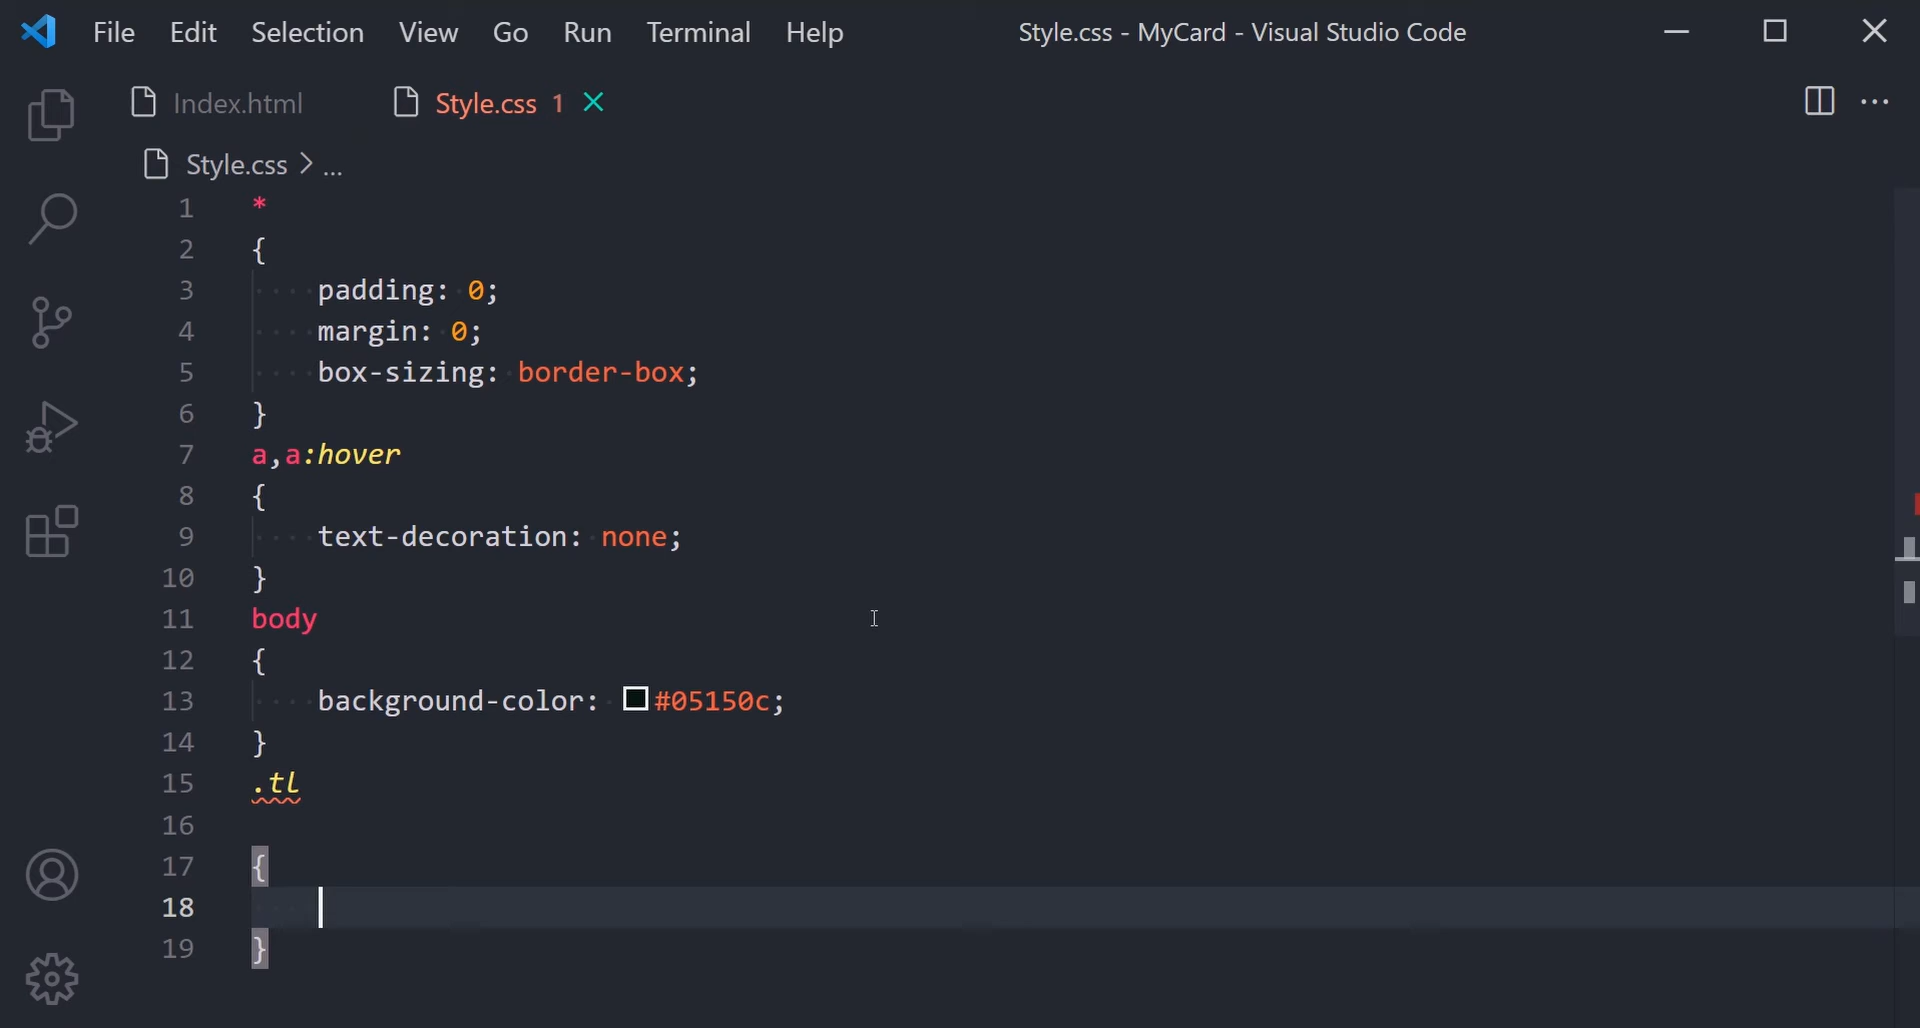 File Edit Selection View Go Run Terminal Help Style.css - MyCard - Visual Studio Code
Index.html Style.css 1
Style.css > ...
1 *
2 {
3 padding: 0;
4 margin: 0;
5 box-sizing: border-box;
6 }
7 a,a:hover
8 {
9 text-decoration: none;
10 }
11 body
12 {
13 background-color: #05150c;
14 }
15 .tl
16
17 {
18
19 }